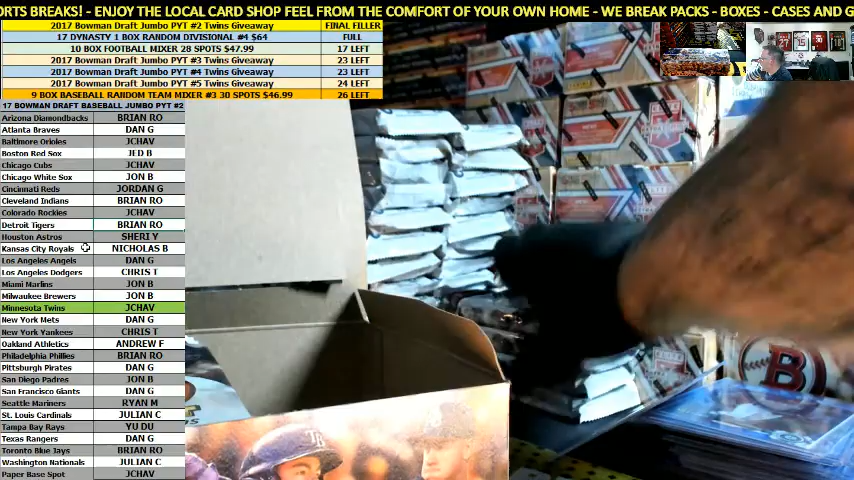 ORTS BREAKS! - ENJOY THE LOCAL CARD SHOP FEEL FROM THE COMFORT OF YOUR OWN HOME - WE BREAK PACKS - BOXES - CASES AND G
2017 Bowman Draft Jumbo PYT #2 Twins Giveaway FINAL FILLER
17 DYNASTY 1 BOX RANDOM DIVISIONAL #4 $64 FULL
10 BOX FOOTBALL MIXER 28 SPOTS $47.99 17 LEFT
2017 Bowman Draft Jumbo PYT #3 Twins Giveaway 23 LEFT
2017 Bowman Draft Jumbo PYT #4 Twins Giveaway 23 LEFT
2017 Bowman Draft Jumbo PYT #5 Twins Giveaway 24 LEFT
9 BOX BASEBALL RANDOM TEAM MIXER #3 30 SPOTS $46.99 26 LEFT
17 BOWMAN DRAFT BASEBALL JUMBO PYT #2
Arizona Diamondbacks BRIAN RO
Atlanta Braves DAN G
Baltimore Orioles JCHAV
Boston Red Sox JED B
Chicago Cubs JCHAV
Chicago White Sox JON B
Cincinnati Reds JORDAN G
Cleveland Indians BRIAN RO
Colorado Rockies JCHAV
Detroit Tigers BRIAN RO
Houston Astros SHERI Y
Kansas City Royals NICHOLAS B
Los Angeles Angels DAN G
Los Angeles Dodgers CHRIS T
Miami Marlins JON B
Milwaukee Brewers JON B
Minnesota Twins JCHAV
New York Mets DAN G
New York Yankees CHRIS T
Oakland Athletics ANDREW F
Philadelphia Phillies BRIAN RO
Pittsburgh Pirates DAN G
San Diego Padres JON B
San Francisco Giants DAN G
Seattle Mariners RYAN M
St. Louis Cardinals JULIAN C
Tampa Bay Rays YU DU
Texas Rangers DAN G
Toronto Blue Jays BRIAN RO
Washington Nationals JULIAN C
Paper Base Spot JCHAV
TB
B